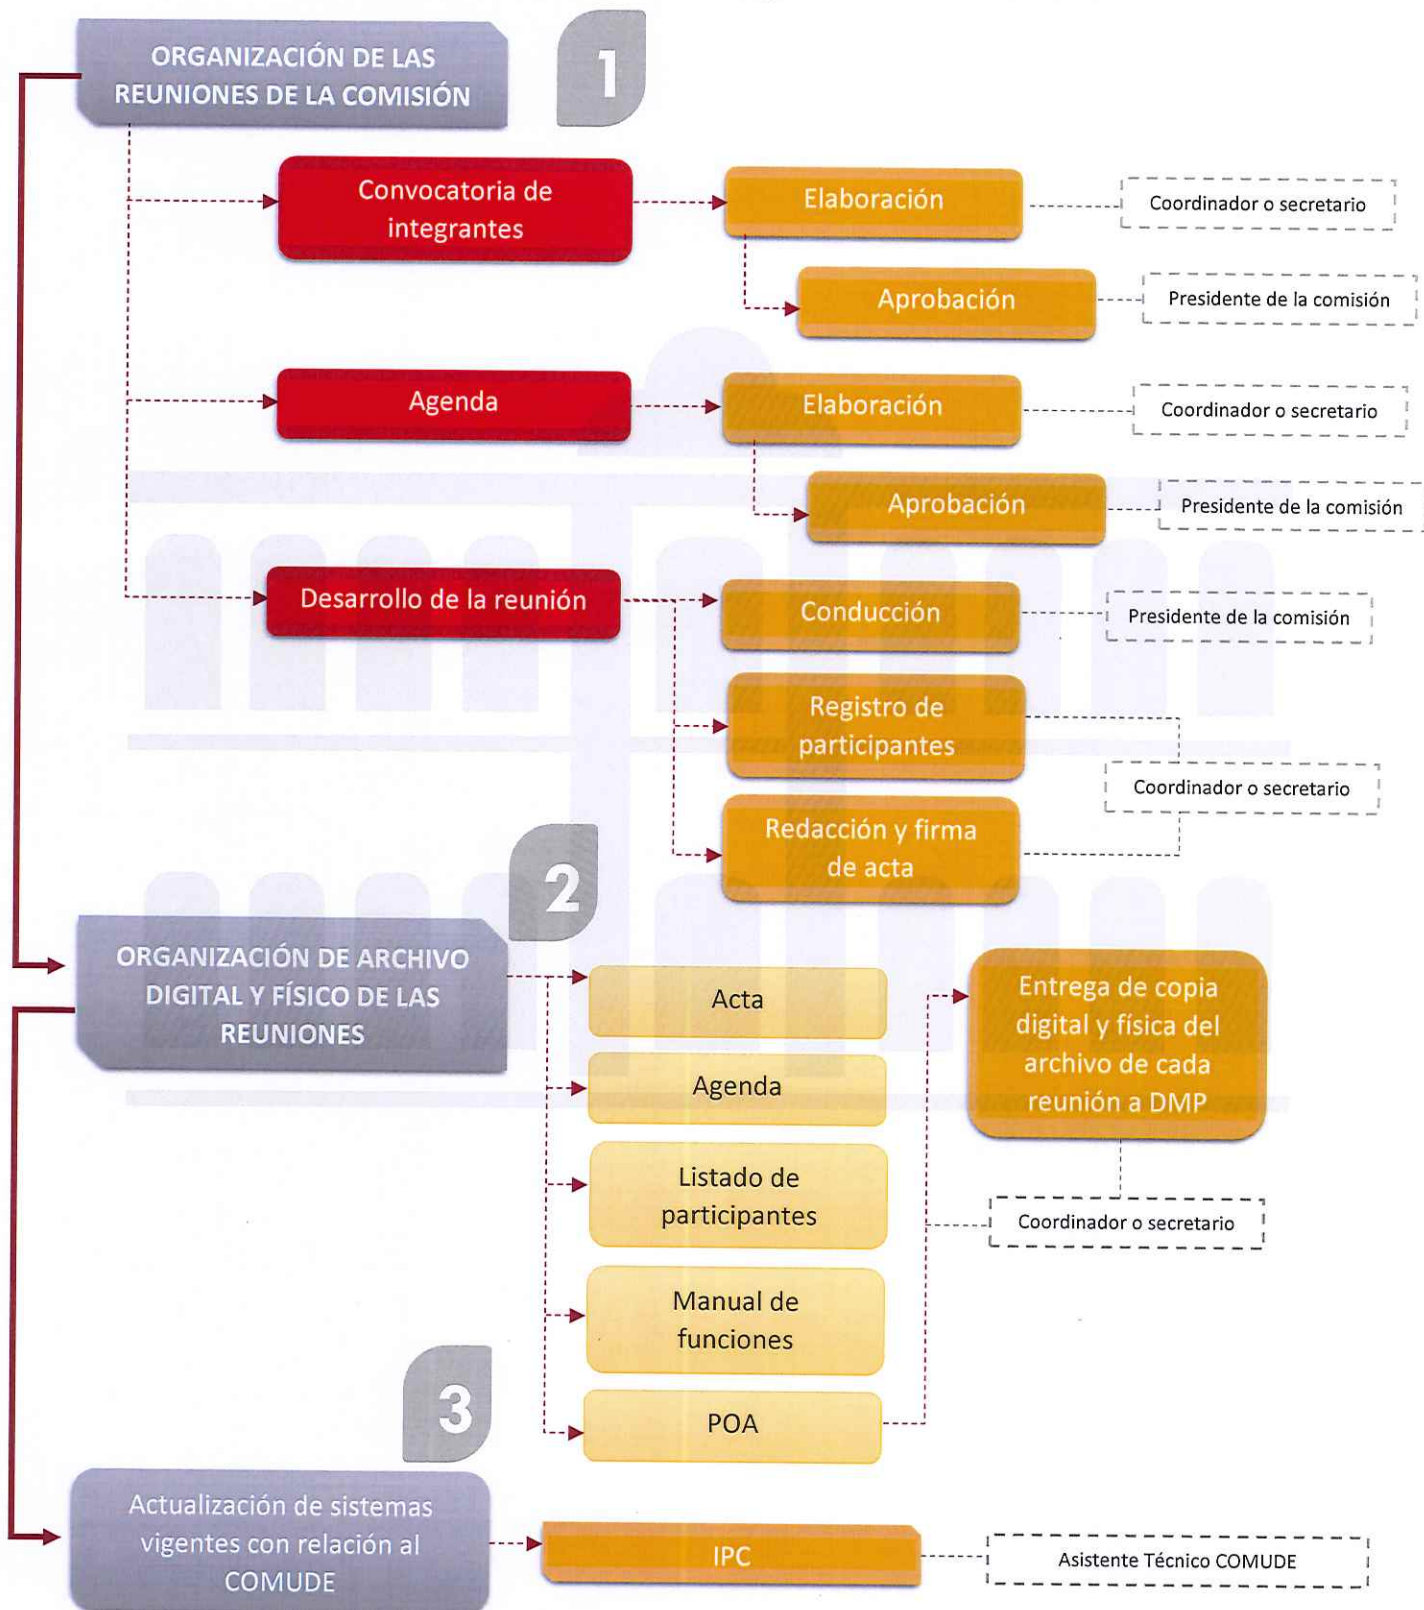 ORGANIZACIÓN DE LAS
REUNIONES DE LA COMISIÓN
1
Convocatoria de
integrantes
Elaboración
Coordinador o secretario
Aprobación
Presidente de la comisión
Agenda
Elaboración
Coordinador o secretario
Aprobación
Presidente de la comisión
Desarrollo de la reunión
Conducción
Presidente de la comisión
Registro de
participantes
Coordinador o secretario
Redacción y firma
de acta
2
ORGANIZACIÓN DE ARCHIVO
DIGITAL Y FÍSICO DE LAS
REUNIONES
Acta
Agenda
Listado de
participantes
Manual de
funciones
POA
Entrega de copia
digital y física del
archivo de cada
reunión a DMP
Coordinador o secretario
3
Actualización de sistemas
vigentes con relación al
COMUDE
IPC
Asistente Técnico COMUDE